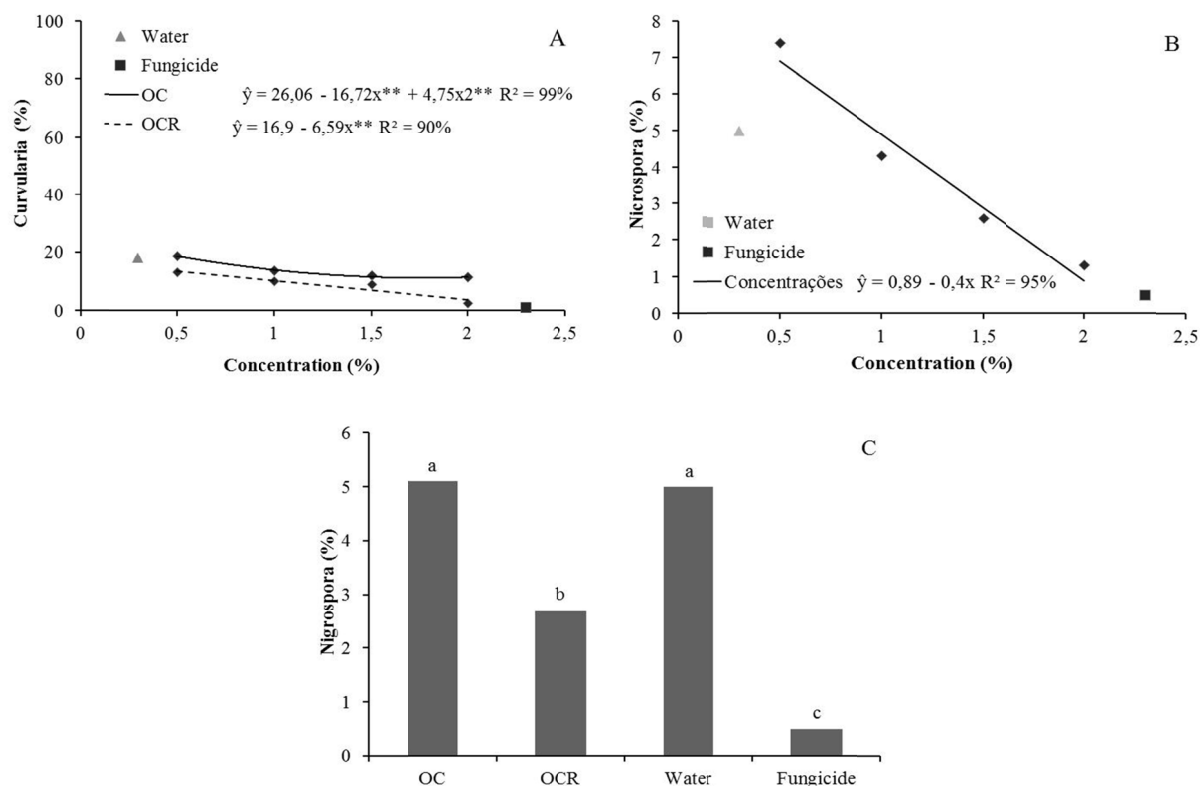 A
100
80
60
40
20
0
Curvularia (%)
Water
Fungicide
OC ŷ = 26,06 - 16,72x** + 4,75x2** R² = 99%
OCR ŷ = 16,9 - 6,59x** R² = 90%
0 0,5 1 1,5 2 2,5
Concentration (%)
B
8
7
6
5
4
3
2
1
0
Nicrospora (%)
Water
Fungicide
Concentrações ŷ = 0,89 - 0,4x R² = 95%
0 0,5 1 1,5 2 2,5
Concentration (%)
C
6
5
4
3
2
1
0
Nigrospora (%)
a
b
a
c
OC OCR Water Fungicide